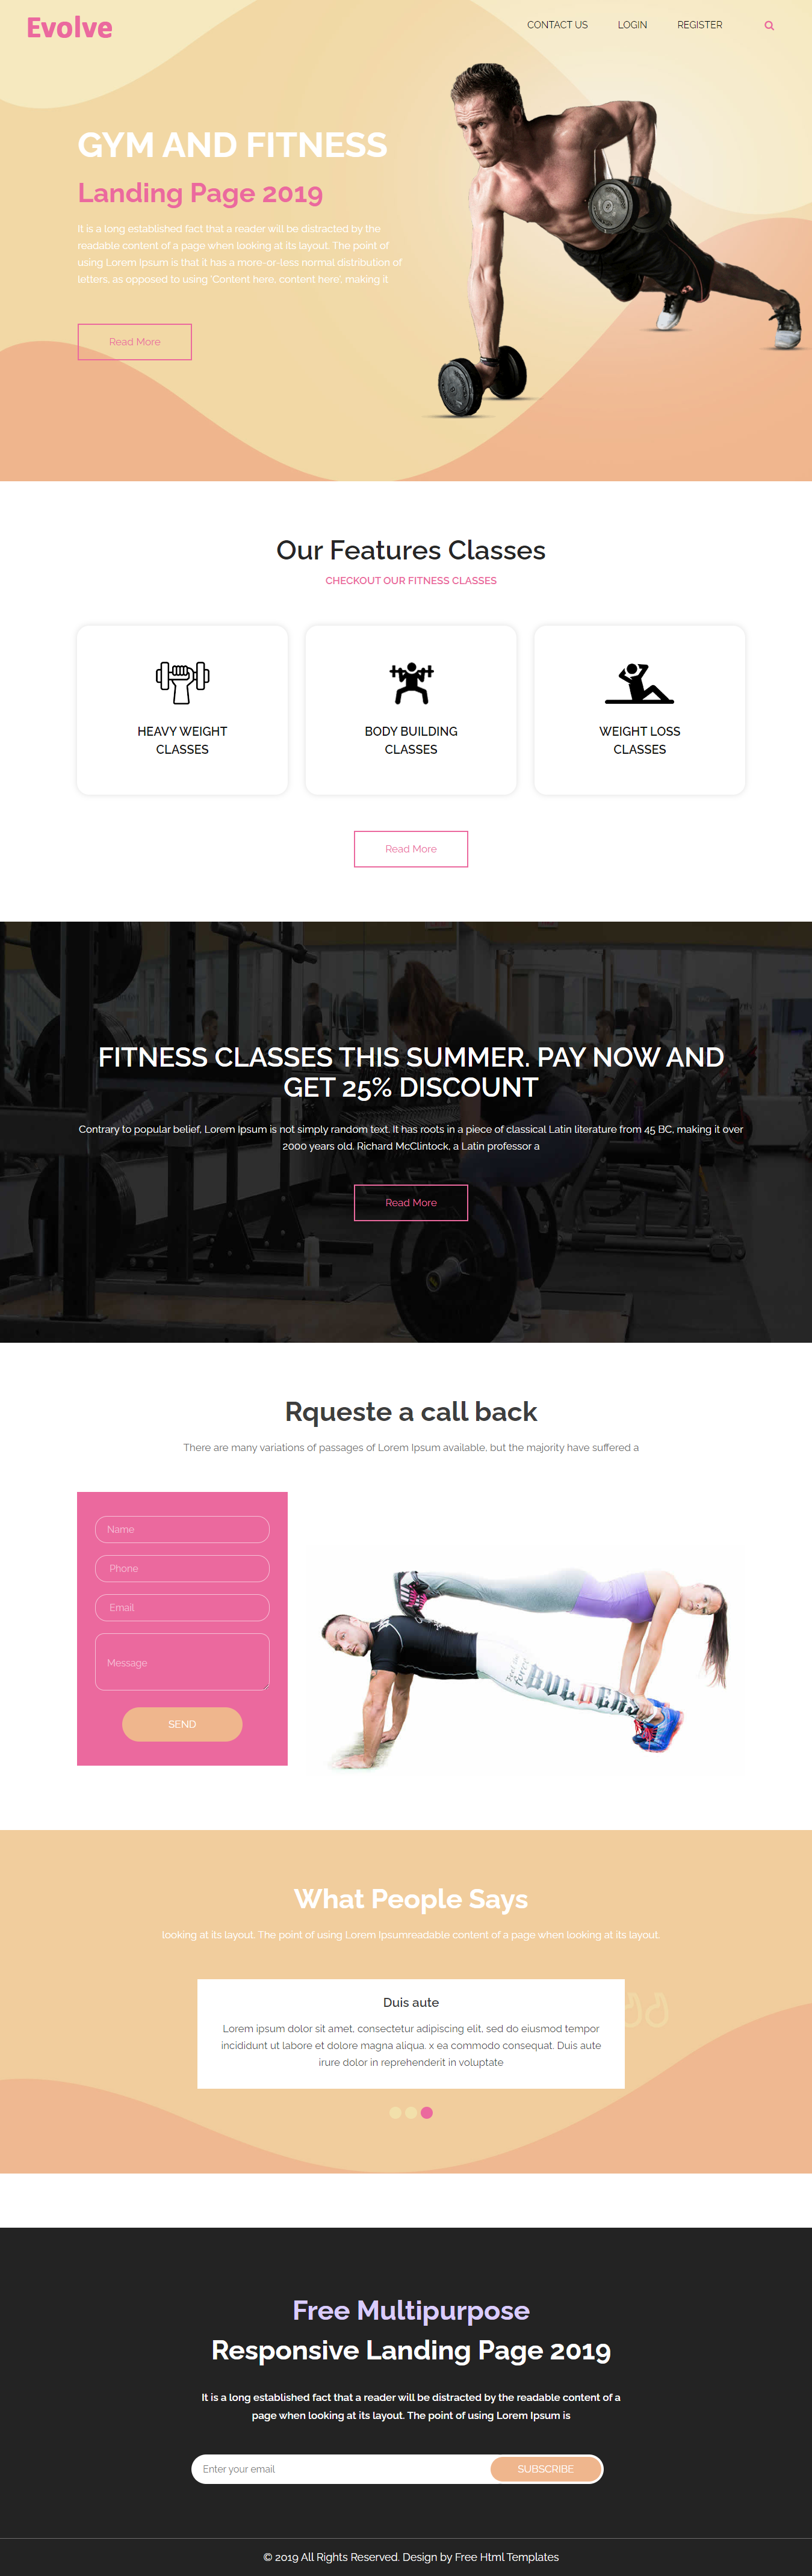 Evolve
CONTACT US
LOGIN
REGISTER
GYM AND FITNESS
Landing Page 2019
It is a long established fact that a reader will be distracted by the
readable content of a page when looking at its layout. The point of
using Lorem Ipsum is that it has a more-or-less normal distribution of
letters, as opposed to using 'Content here, content here', making it
Read More
Our Features Classes
CHECKOUT OUR FITNESS CLASSES
HEAVY WEIGHT
CLASSES
BODY BUILDING
CLASSES
WEIGHT LOSS
CLASSES
Read More
FITNESS CLASSES THIS SUMMER. PAY NOW AND
GET 25% DISCOUNT
Contrary to popular belief, Lorem Ipsum is not simply random text. It has roots in a piece of classical Latin literature from 45 BC, making it over
2000 years old. Richard McClintock, a Latin professor a
Read More
Rqueste a call back
There are many variations of passages of Lorem Ipsum available, but the majority have suffered a
Name
Phone
Email
Message
SEND
What People Says
looking at its layout. The point of using Lorem Ipsumreadable content of a page when looking at its layout.
Duis aute
Lorem ipsum dolor sit amet, consectetur adipiscing elit, sed do eiusmod tempor
incididunt ut labore et dolore magna aliqua. x ea commodo consequat. Duis aute
irure dolor in reprehenderit in voluptate
Free Multipurpose
Responsive Landing Page 2019
It is a long established fact that a reader will be distracted by the readable content of a
page when looking at its layout. The point of using Lorem Ipsum is
Enter your email
SUBSCRIBE
© 2019 All Rights Reserved. Design by Free Html Templates